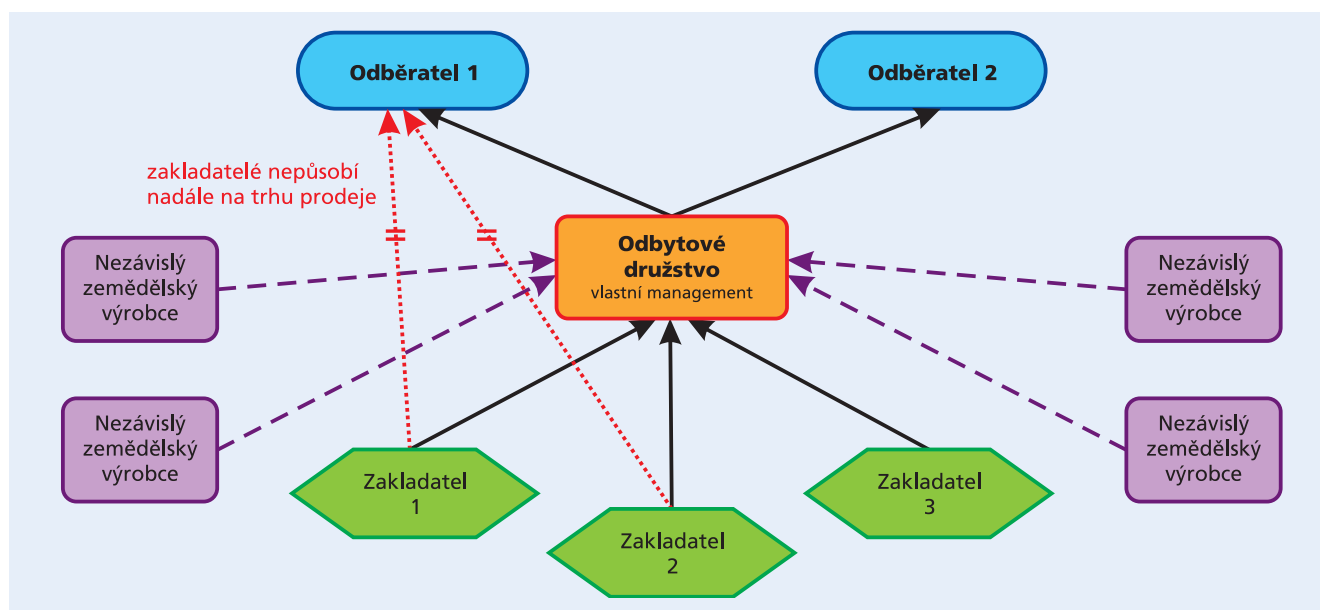 Odběratel 1
Odběratel 2
zakladatelé nepůsobí
nadále na trhu prodeje
Odbytové
družstvo
vlastní management
Nezávislý
zemědělský
výrobce
Nezávislý
zemědělský
výrobce
Nezávislý
zemědělský
výrobce
Nezávislý
zemědělský
výrobce
Zakladatel
1
Zakladatel
2
Zakladatel
3